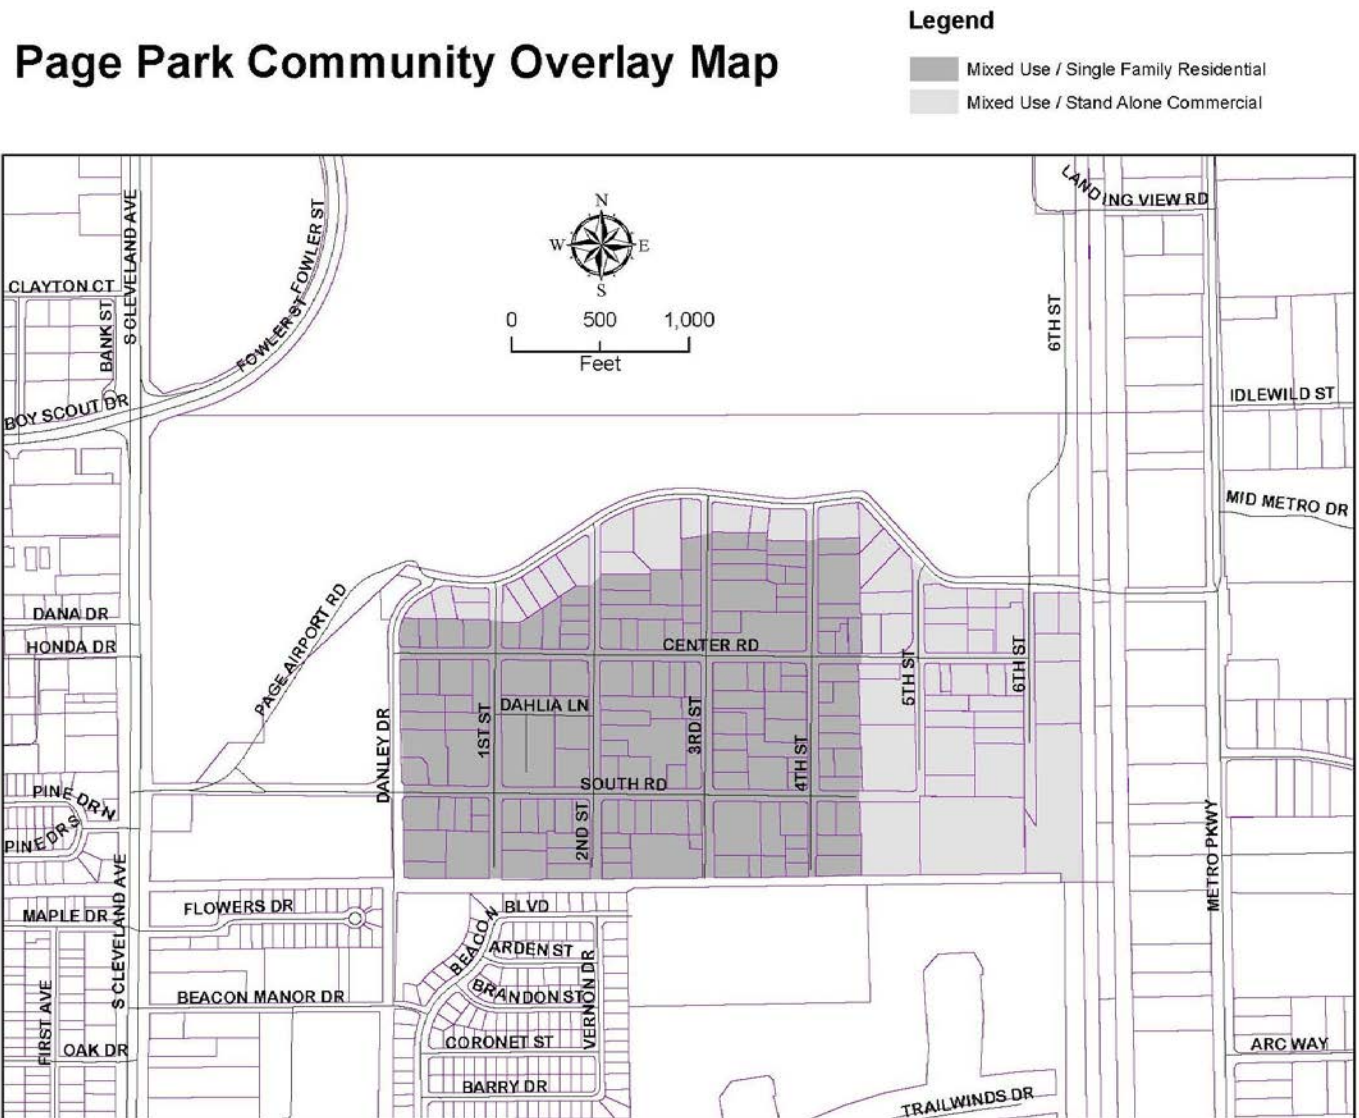 Page Park Community Overlay Map
Legend
Mixed Use / Single Family Residential
Mixed Use / Stand Alone Commercial
LANDING VIEW RD
S CLEVELAND AVE
FOWLER ST
FOWLER ST
N
W
E
S
CLAYTON CT
BANK ST
0 500 1,000
Feet
6TH ST
BOY SCOUT DR
IDLEWILD ST
MID METRO DR
DANA DR
HONDA DR
PAGE AIRPORT RD
CENTER RD
5TH ST
6TH ST
DAHLIA LN
1ST ST
3RD ST
DANLEY DR
4TH ST
SOUTH RD
PINE DR N
PINE DR S
2ND ST
METRO PKWY
S CLEVELAND AVE
MAPLE DR
FLOWERS DR
BEACON BLVD
ARDEN ST
VERNON DR
BRANDON ST
BEACON MANOR DR
FIRST AVE
OAK DR
CORONET ST
ARC WAY
BARRY DR
TRAILWINDS DR